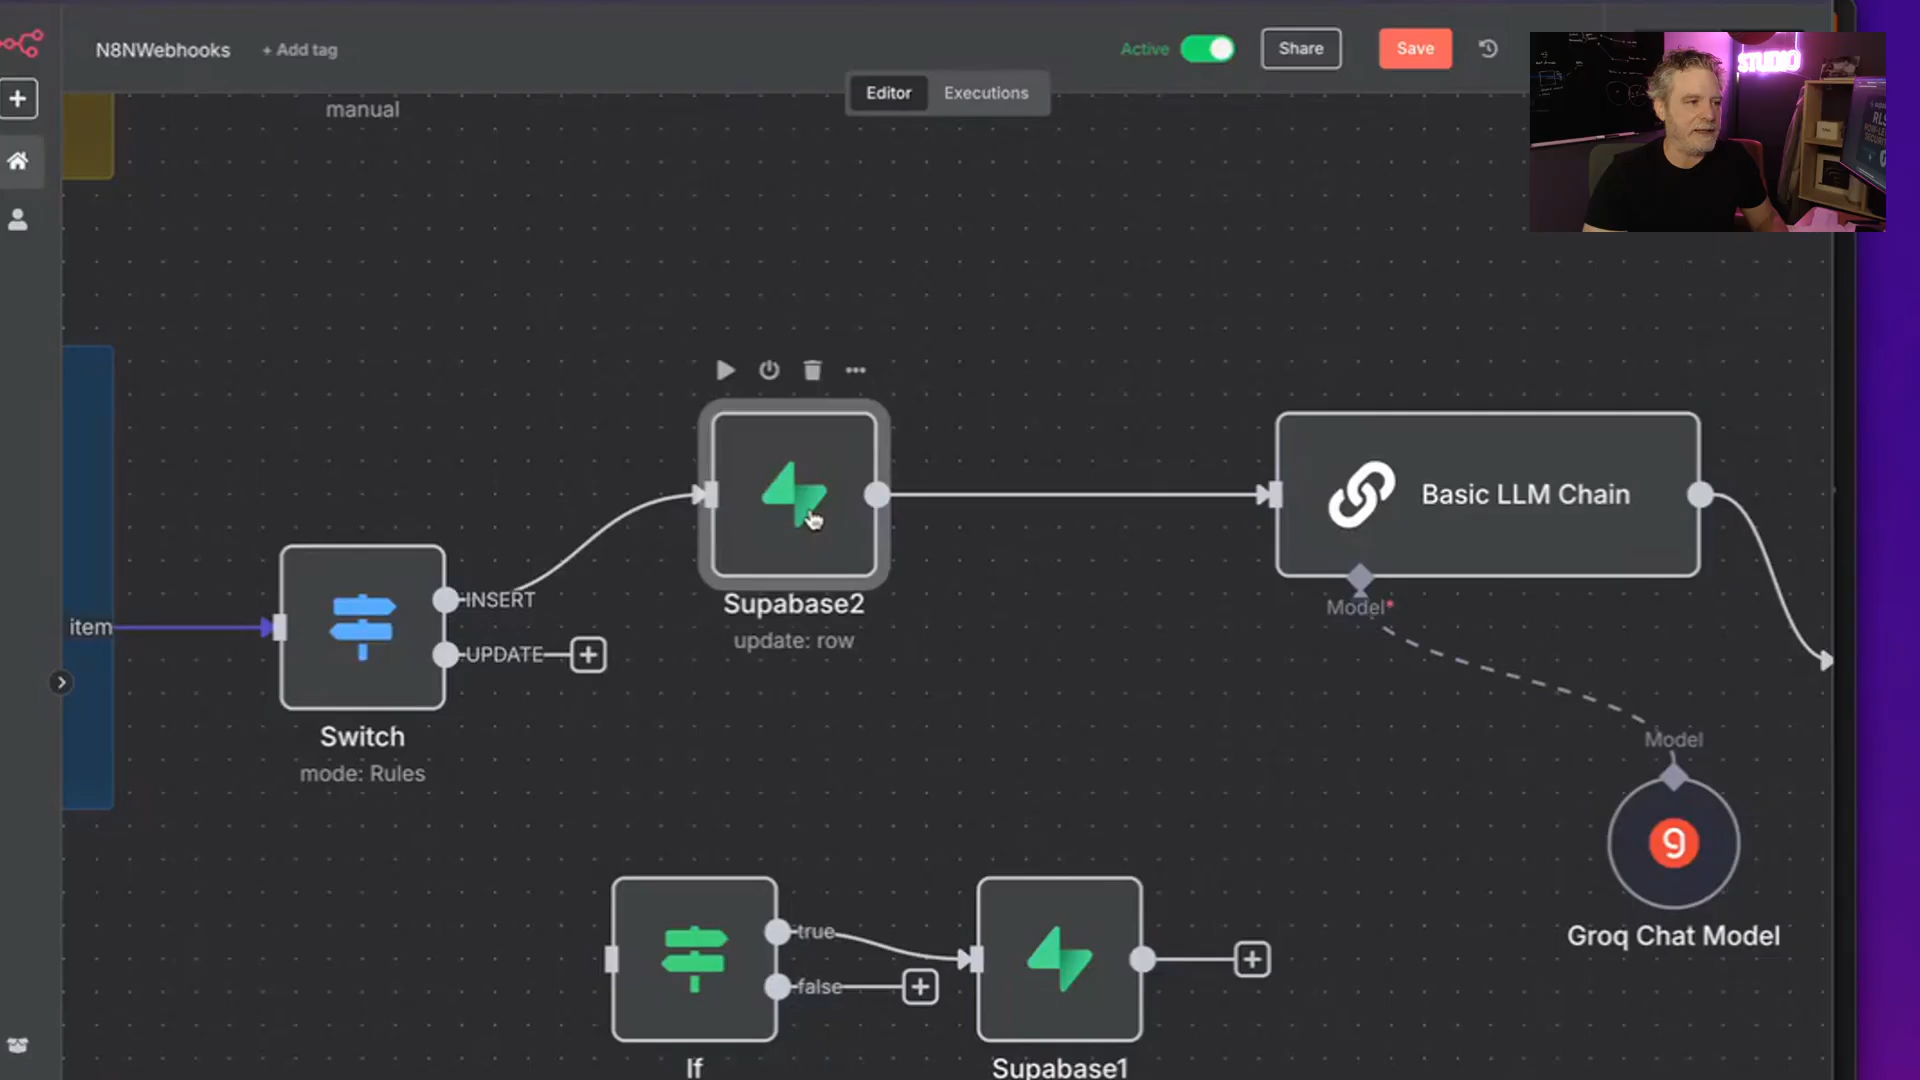 N8NWebhooks
+ Add tag
Active
Share
Save
STUDIO
Editor
Executions
manual
INSERT
UPDATE
item
Switch
mode: Rules
Supabase2
update: row
Basic LLM Chain
Model*
Model
g
Groq Chat Model
true
false
If
Supabase1